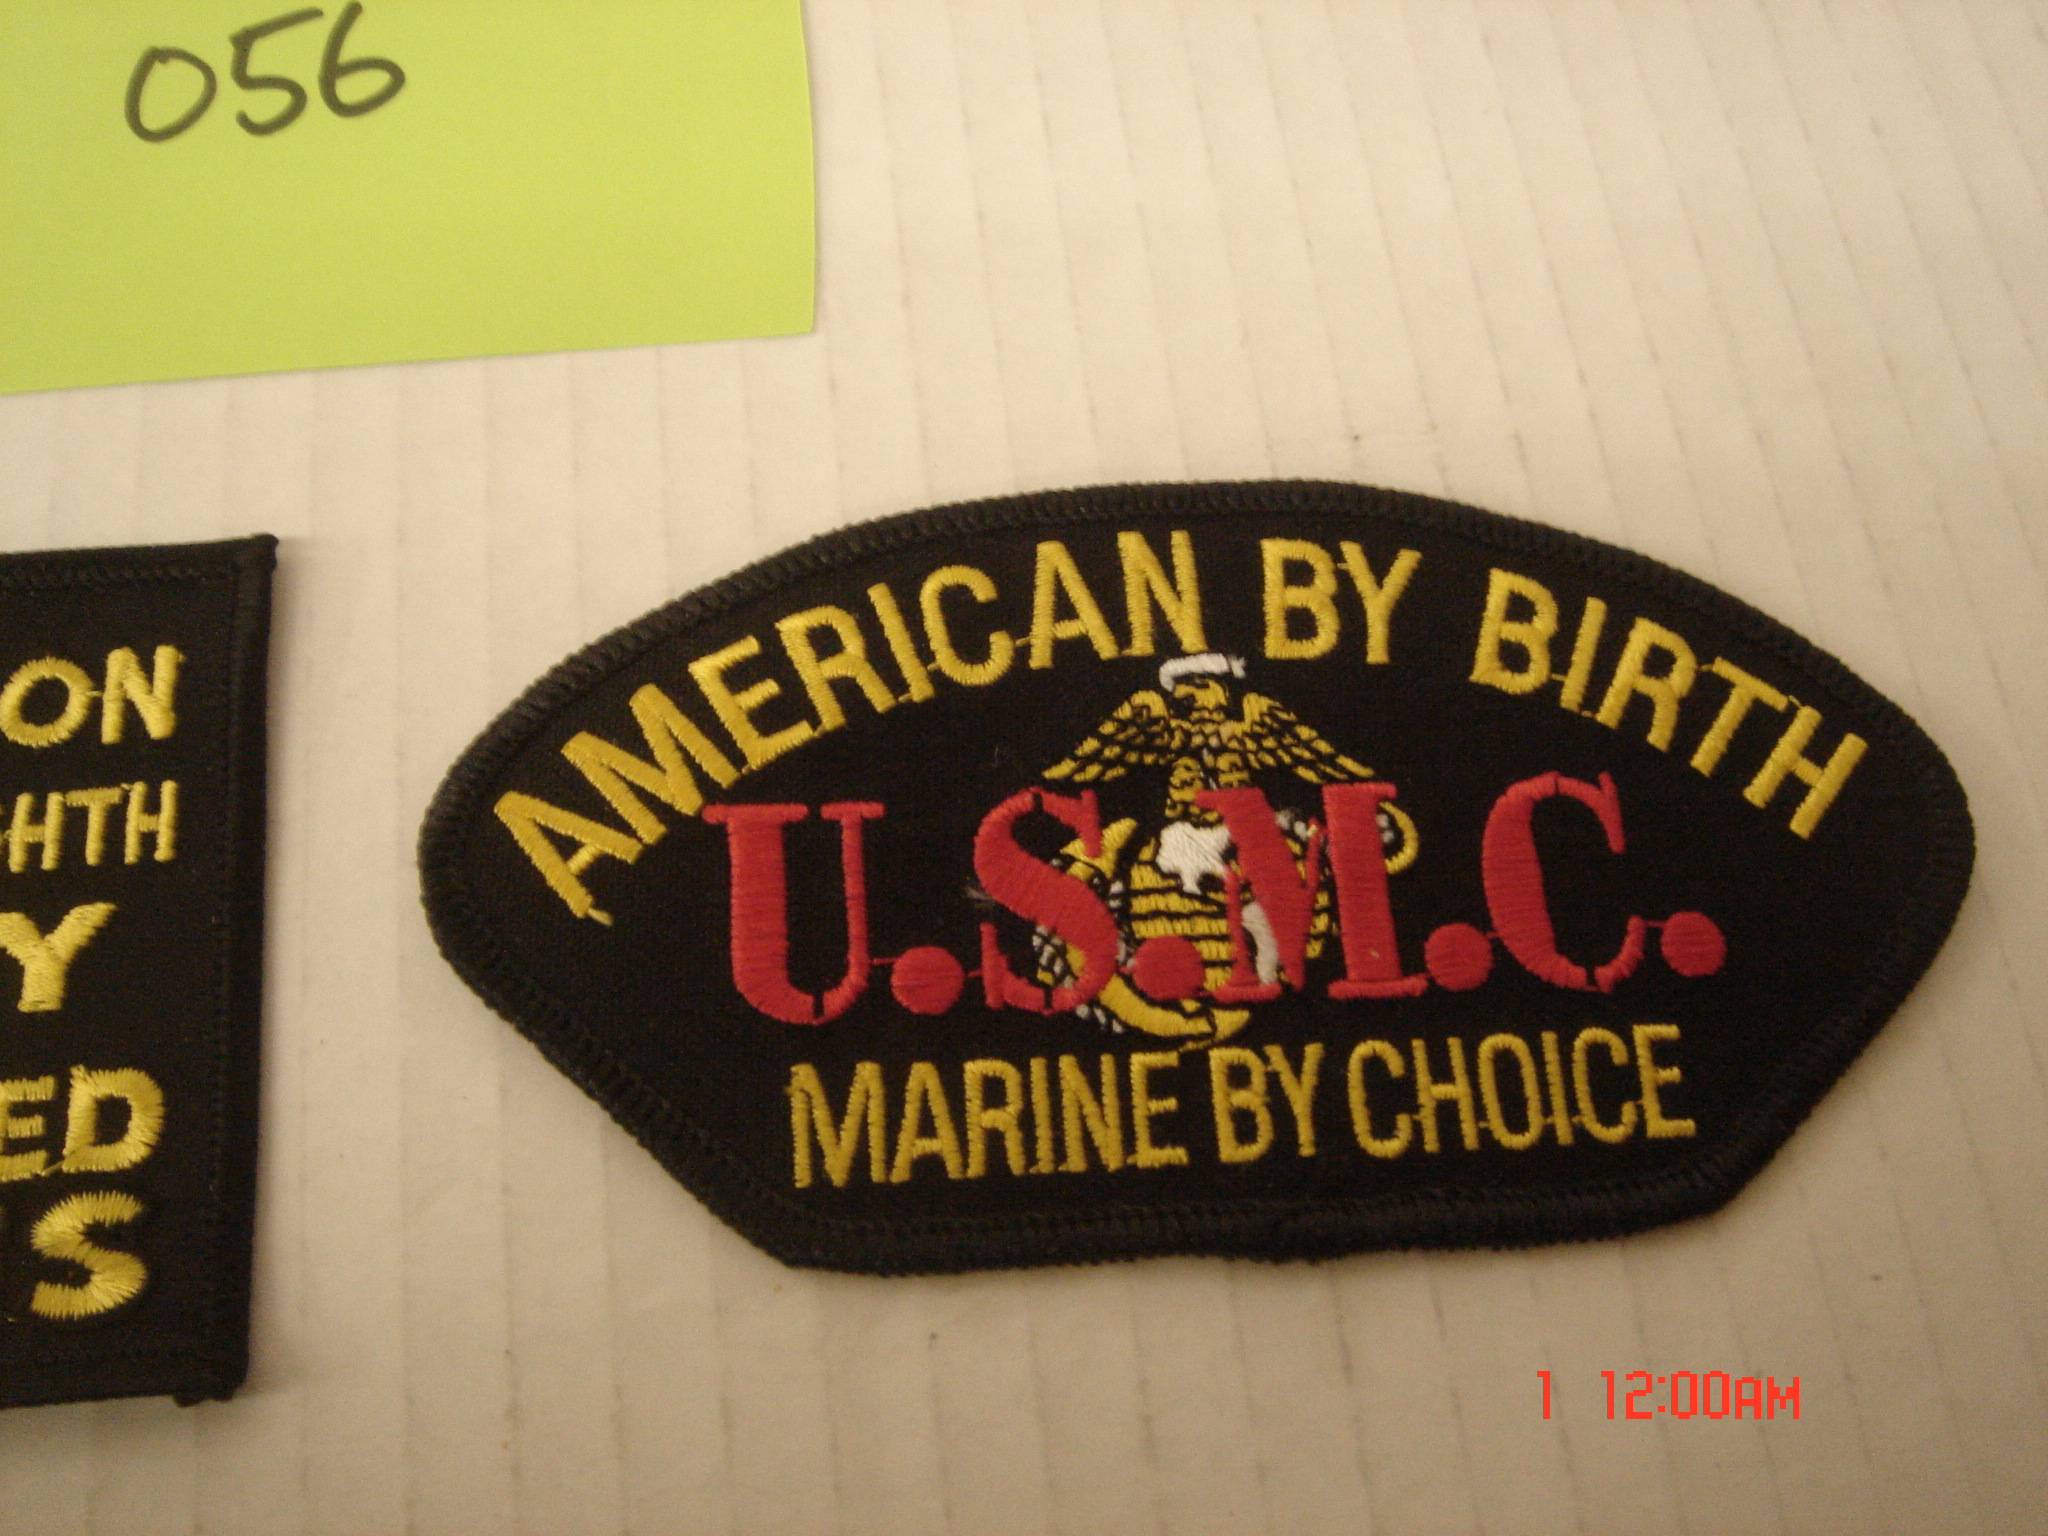 056
AMERICAN BY BIRTH
U.S.M.C.
MARINE BY CHOICE
ON
HTH
Y
ED
S
1 12:00AM